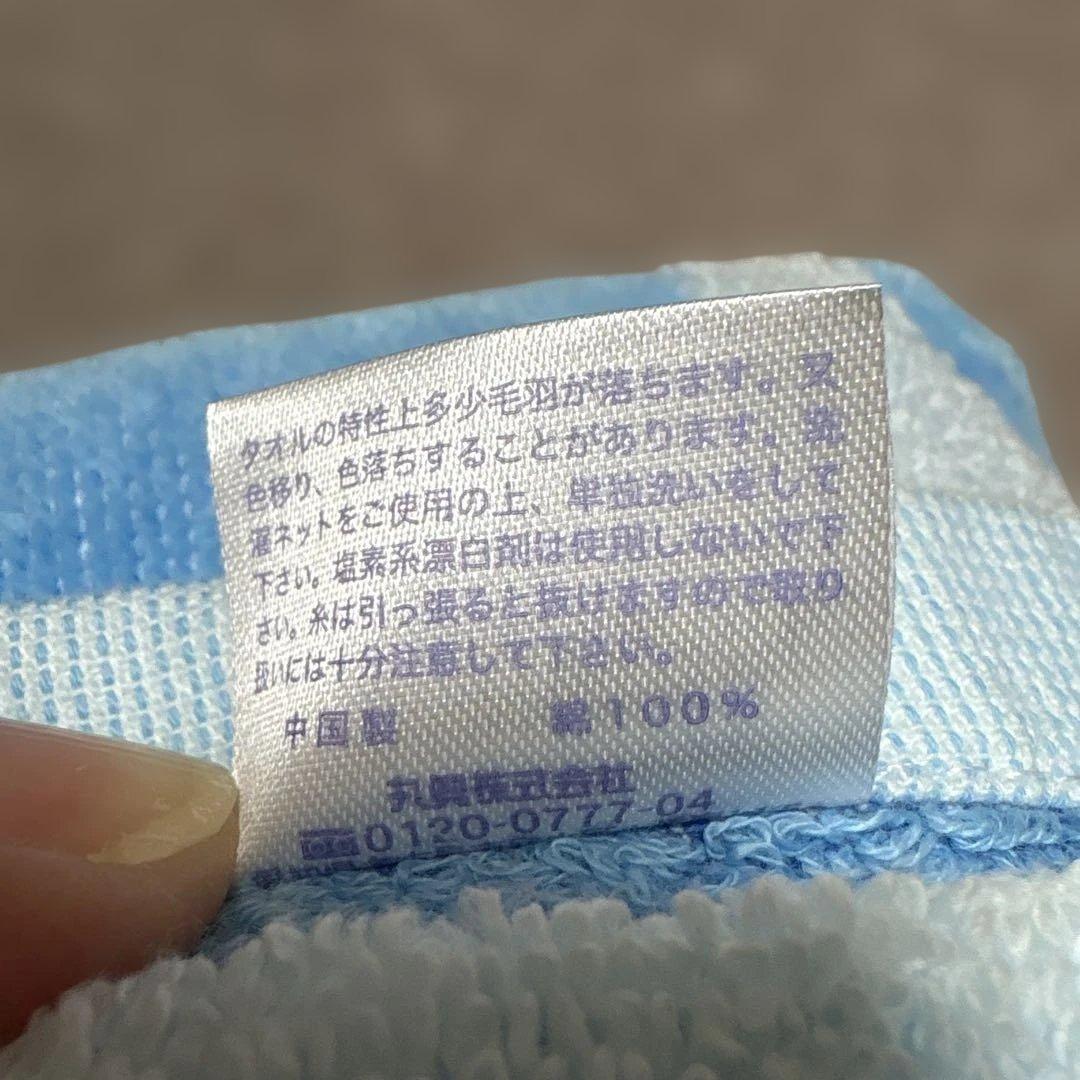 タオルの特性上多少毛羽が落ちます。又
色移り、色落ちすることがあります。洗
濯ネットをご使用の上、単独洗いをして
下さい。塩素系漂白剤は使用しないで下
さい。糸は引っ張ると抜けますので取り
扱いには十分注意して下さい。
中国製 綿100%
丸眞株式会社
0120-0777-04